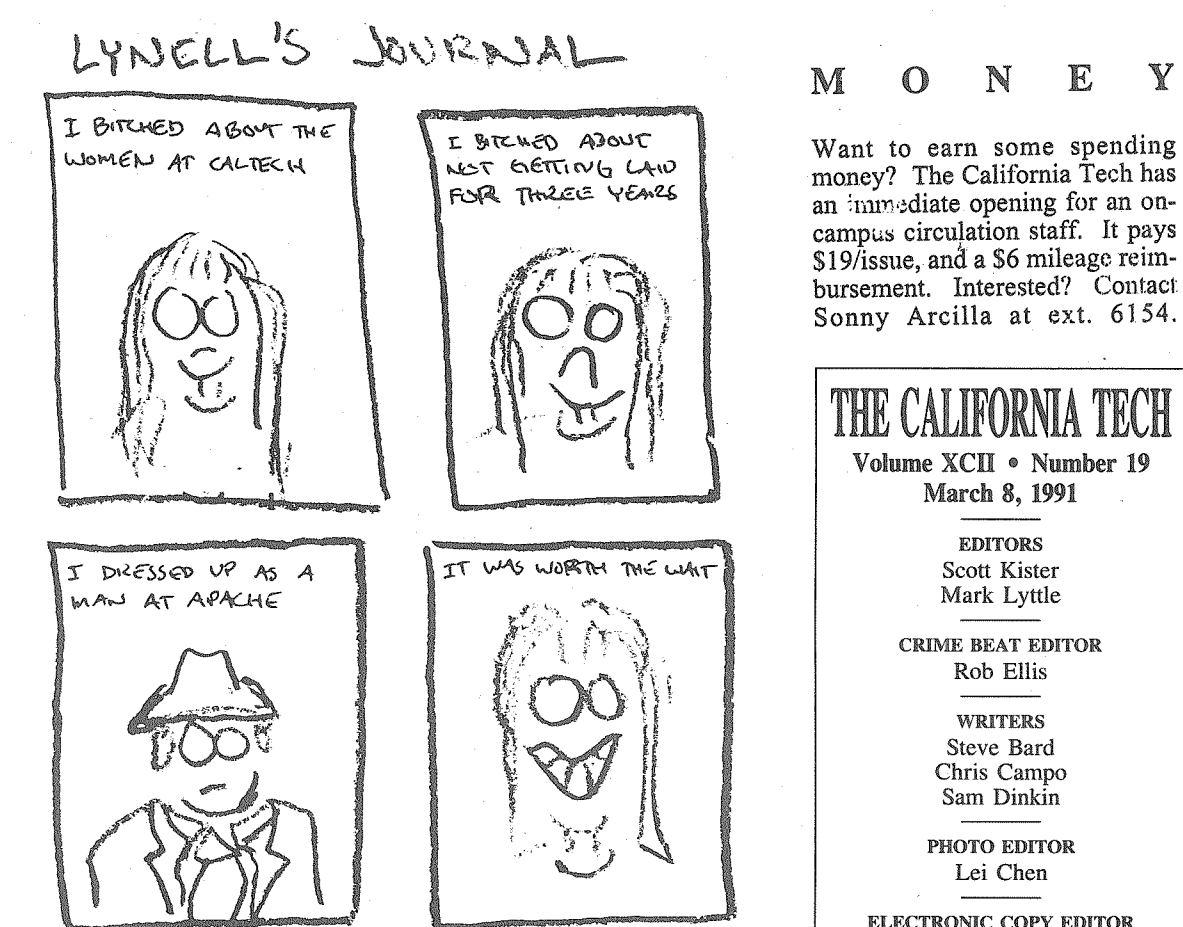 LYNELL'S JOURNAL
I BITCHED ABOUT THE
WOMEN AT CALTECH
I BITCHED ABOUT
NOT GETTING LAID
FOR THREE YEARS
I DRESSED UP AS A
MAN AT APACHE
IT WAS WORTH THE WAIT
M O N E Y
Want to earn some spending
money? The California Tech has
an immediate opening for an on-
campus circulation staff. It pays
$19/issue, and a $6 mileage reim-
bursement. Interested? Contact
Sonny Arcilla at ext. 6154.
THE CALIFORNIA TECH
Volume XCII • Number 19
March 8, 1991
EDITORS
Scott Kister
Mark Lyttle
CRIME BEAT EDITOR
Rob Ellis
WRITERS
Steve Bard
Chris Campo
Sam Dinkin
PHOTO EDITOR
Lei Chen
ELECTRONIC COPY EDITOR